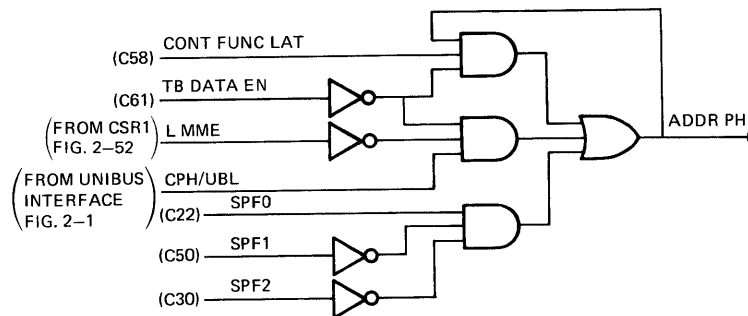 CONT FUNC LAT
(C58)
TB DATA EN
(C61)
(FROM CSR1
FIG. 2–52)
L MME
(FROM UNIBUS
INTERFACE
FIG. 2–1)
CPH/UBL
(C22) SPF0
(C50) SPF1
(C30) SPF2
ADDR PH